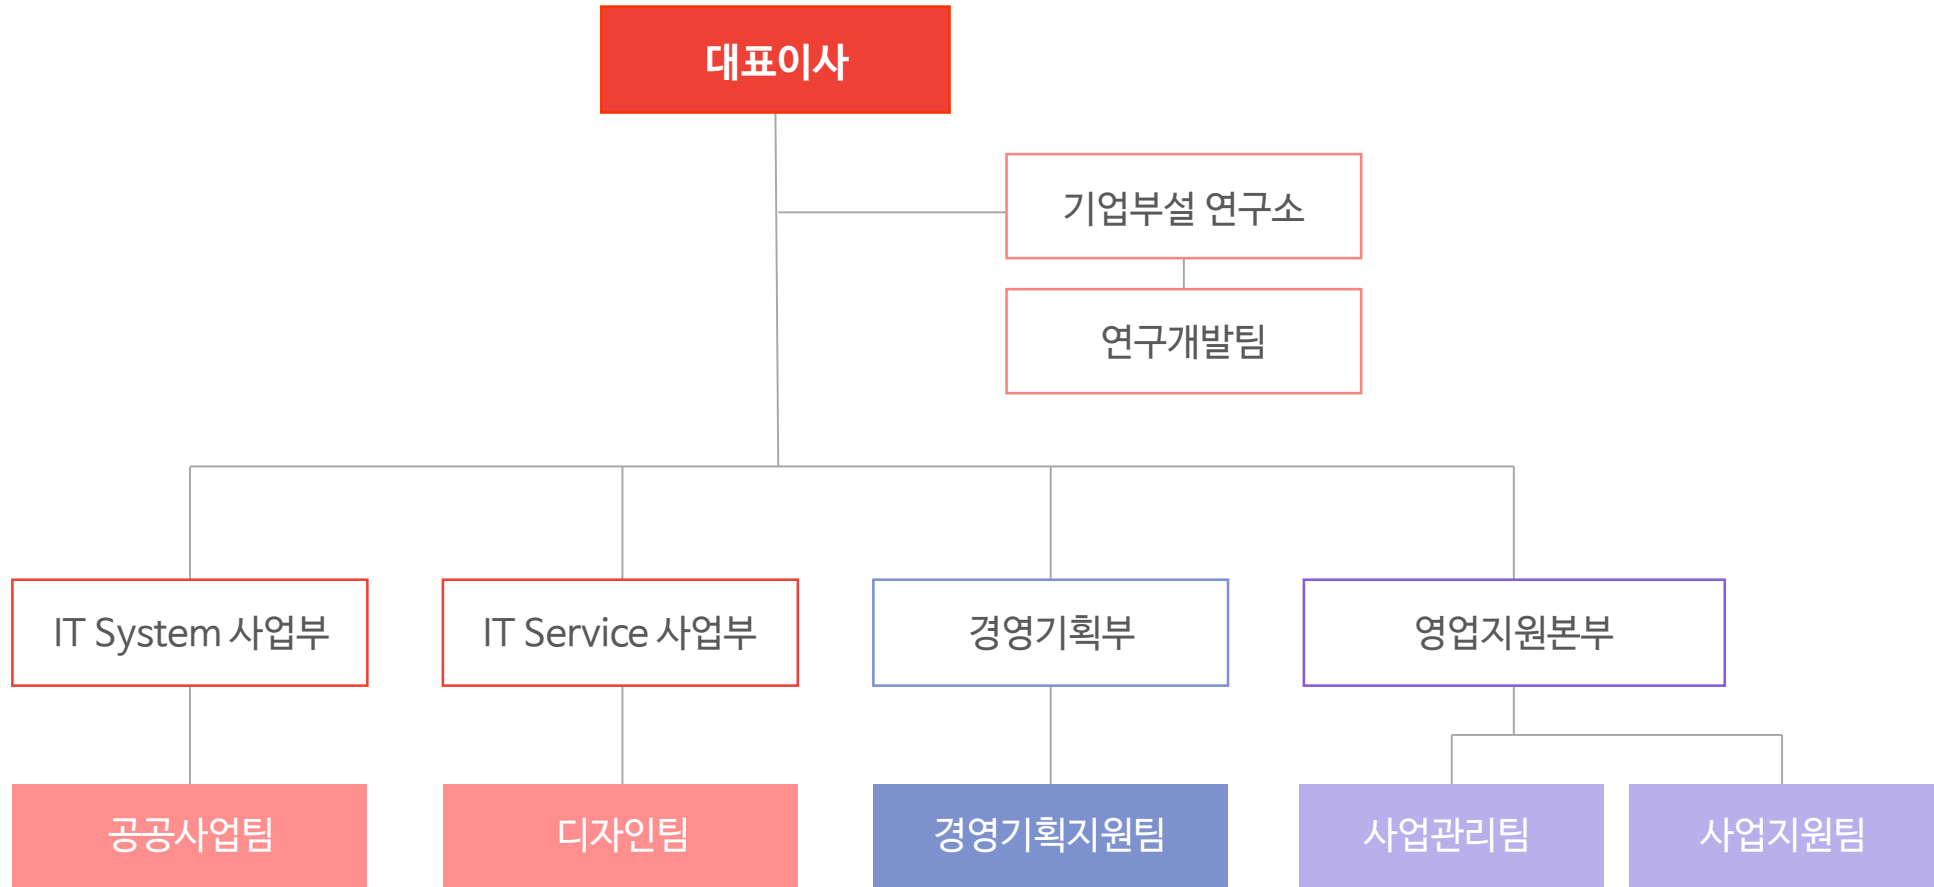 대표이사
기업부설 연구소
연구개발팀
IT System 사업부
IT Service 사업부
경영기획부
영업지원본부
공공사업팀
디자인팀
경영기획지원팀
사업관리팀
사업지원팀